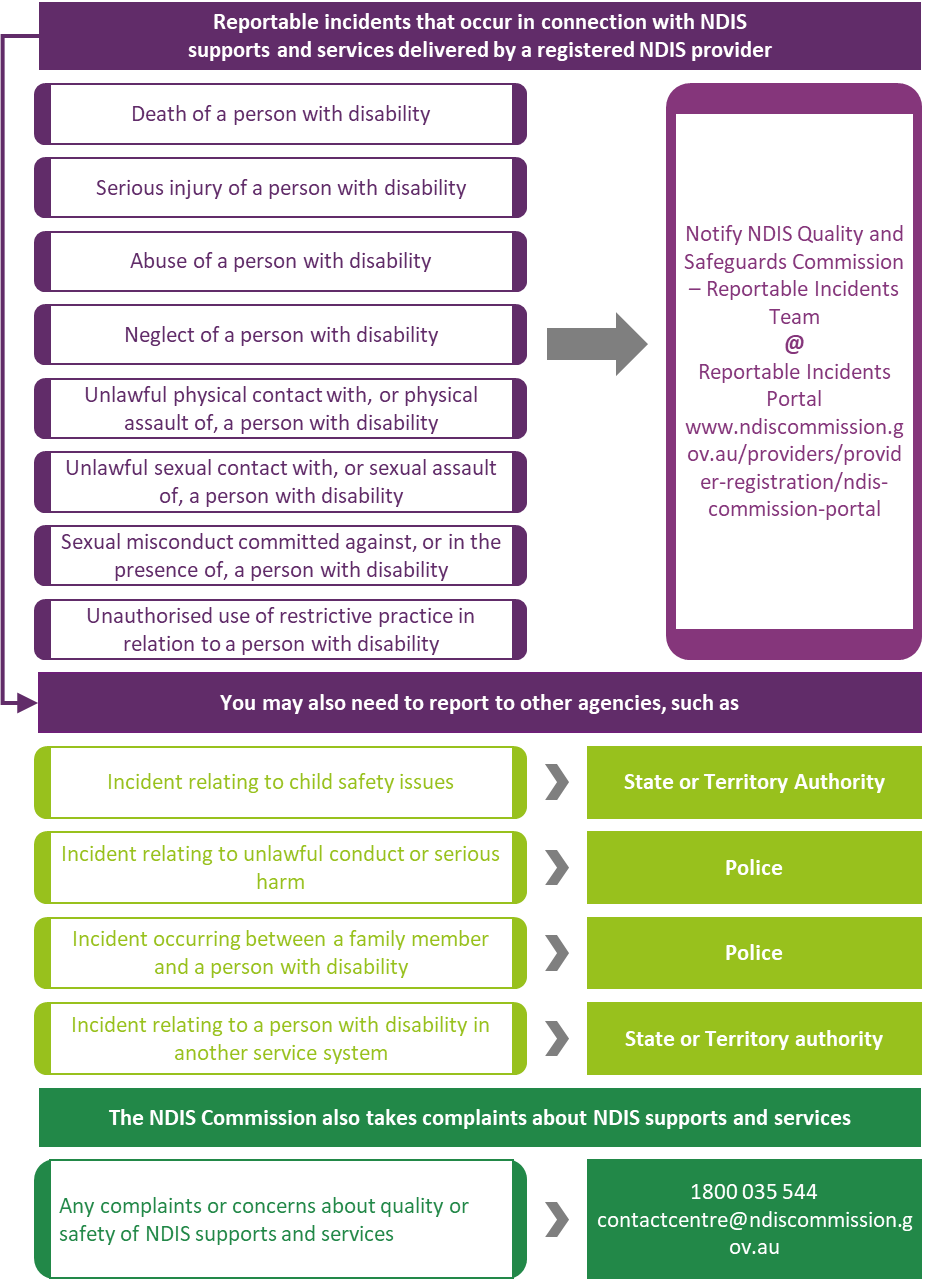 Reportable incidents that occur in connection with NDIS
supports and services delivered by a registered NDIS provider
Death of a person with disability
Serious injury of a person with disability
Abuse of a person with disability
Neglect of a person with disability
Unlawful physical contact with, or physical
assault of, a person with disability
Unlawful sexual contact with, or sexual assault
of, a person with disability
Sexual misconduct committed against, or in the
presence of, a person with disability
Unauthorised use of restrictive practice in
relation to a person with disability
Notify NDIS Quality and
Safeguards Commission
– Reportable Incidents
Team
@
Reportable Incidents
Portal
www.ndiscommission.g
ov.au/providers/provid
er-registration/ndis-
commission-portal
You may also need to report to other agencies, such as
Incident relating to child safety issues
State or Territory Authority
Incident relating to unlawful conduct or serious
harm
Police
Incident occurring between a family member
and a person with disability
Police
Incident relating to a person with disability in
another service system
State or Territory authority
The NDIS Commission also takes complaints about NDIS supports and services
Any complaints or concerns about quality or
safety of NDIS supports and services
1800 035 544
contactcentre@ndiscommission.g
ov.au